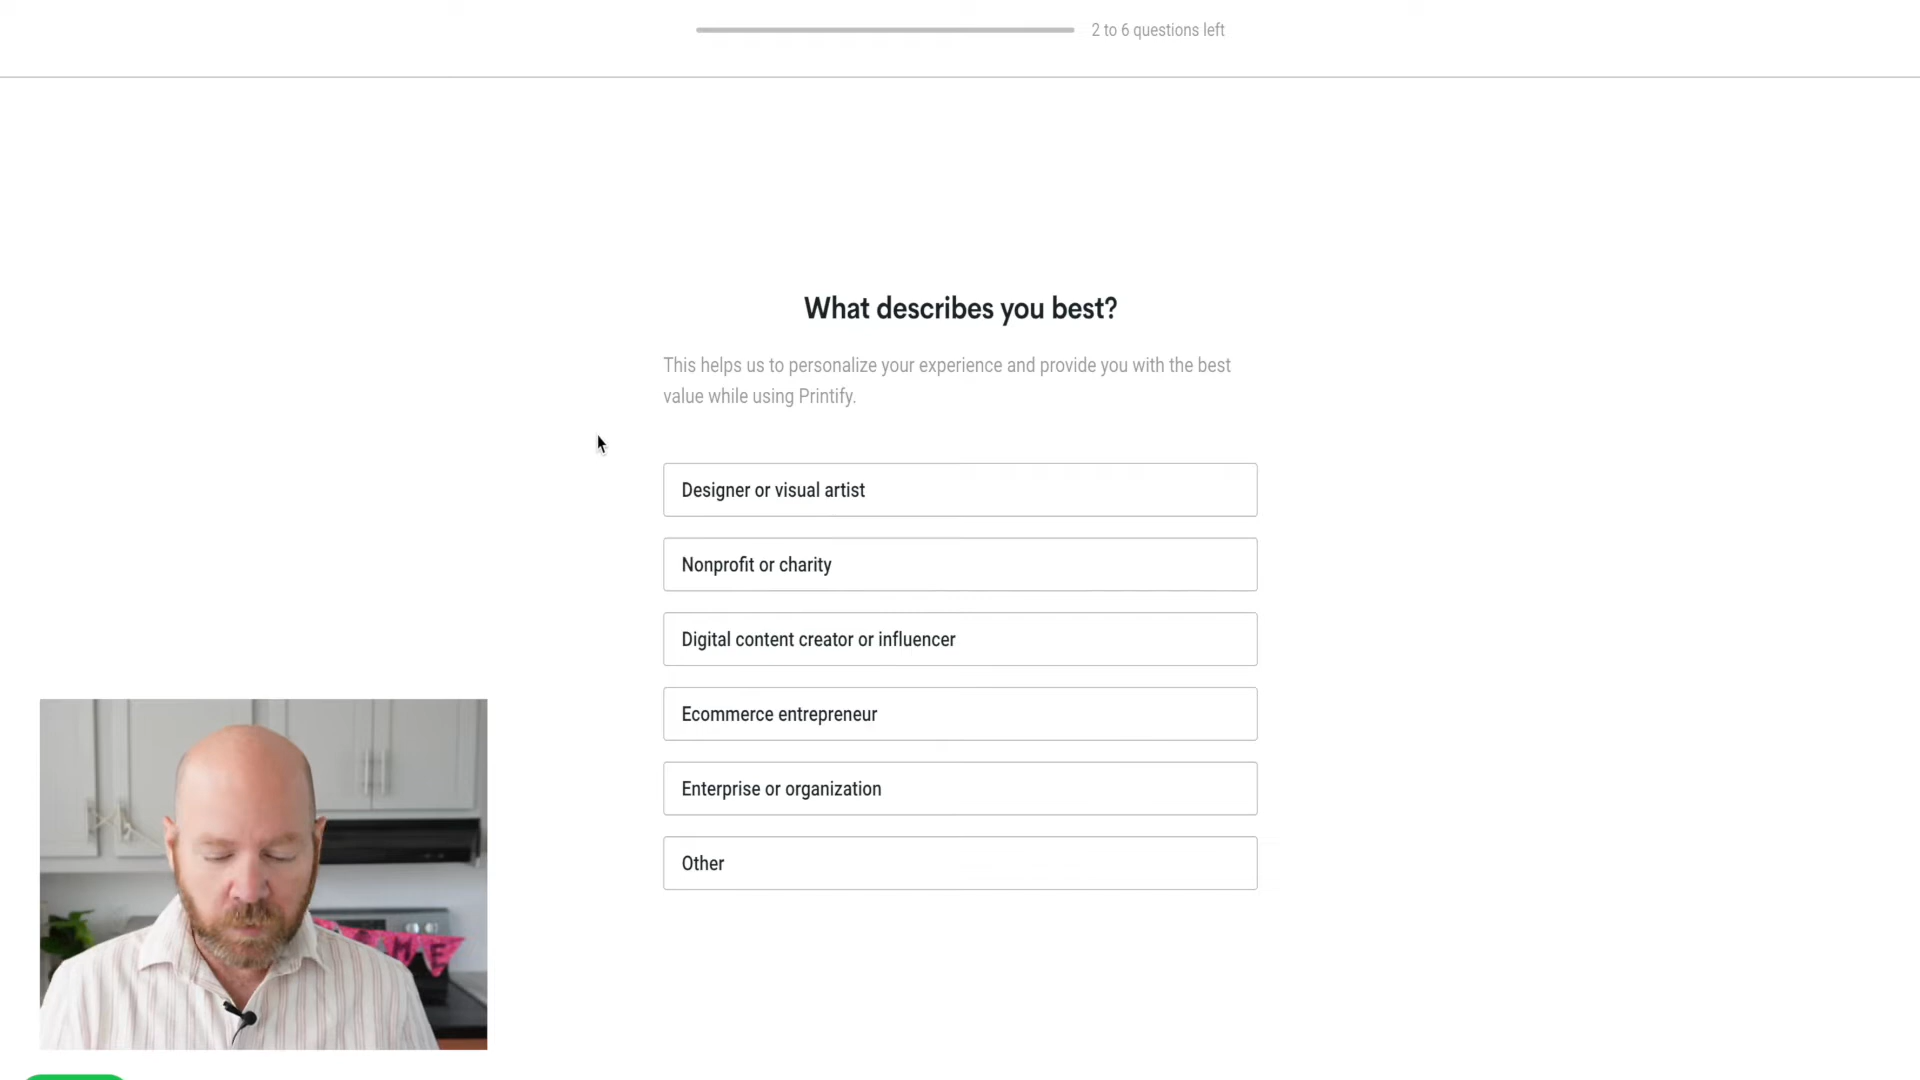 2 to 6 questions left
What describes you best?
This helps us to personalize your experience and provide you with the best
value while using Printify.
Designer or visual artist
Nonprofit or charity
Digital content creator or influencer
Ecommerce entrepreneur
Enterprise or organization
Other